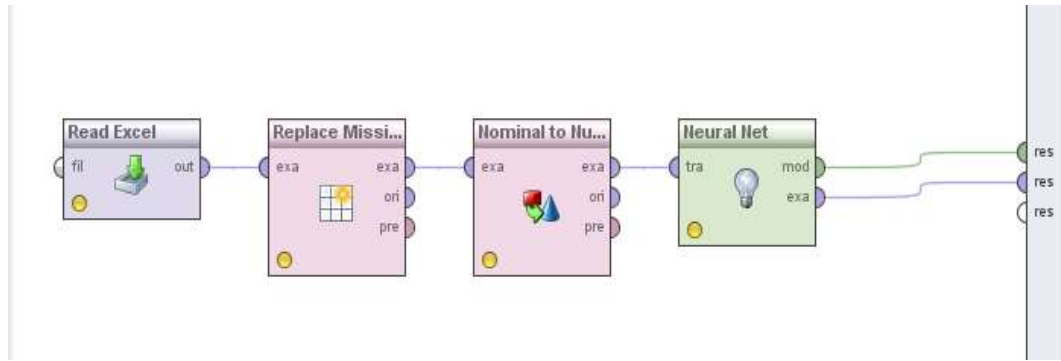 Read Excel
fil
out
Replace Missi...
exa
exa
ori
pre
Nominal to Nu...
exa
exa
ori
pre
Neural Net
tra
mod
exa
res
res
res